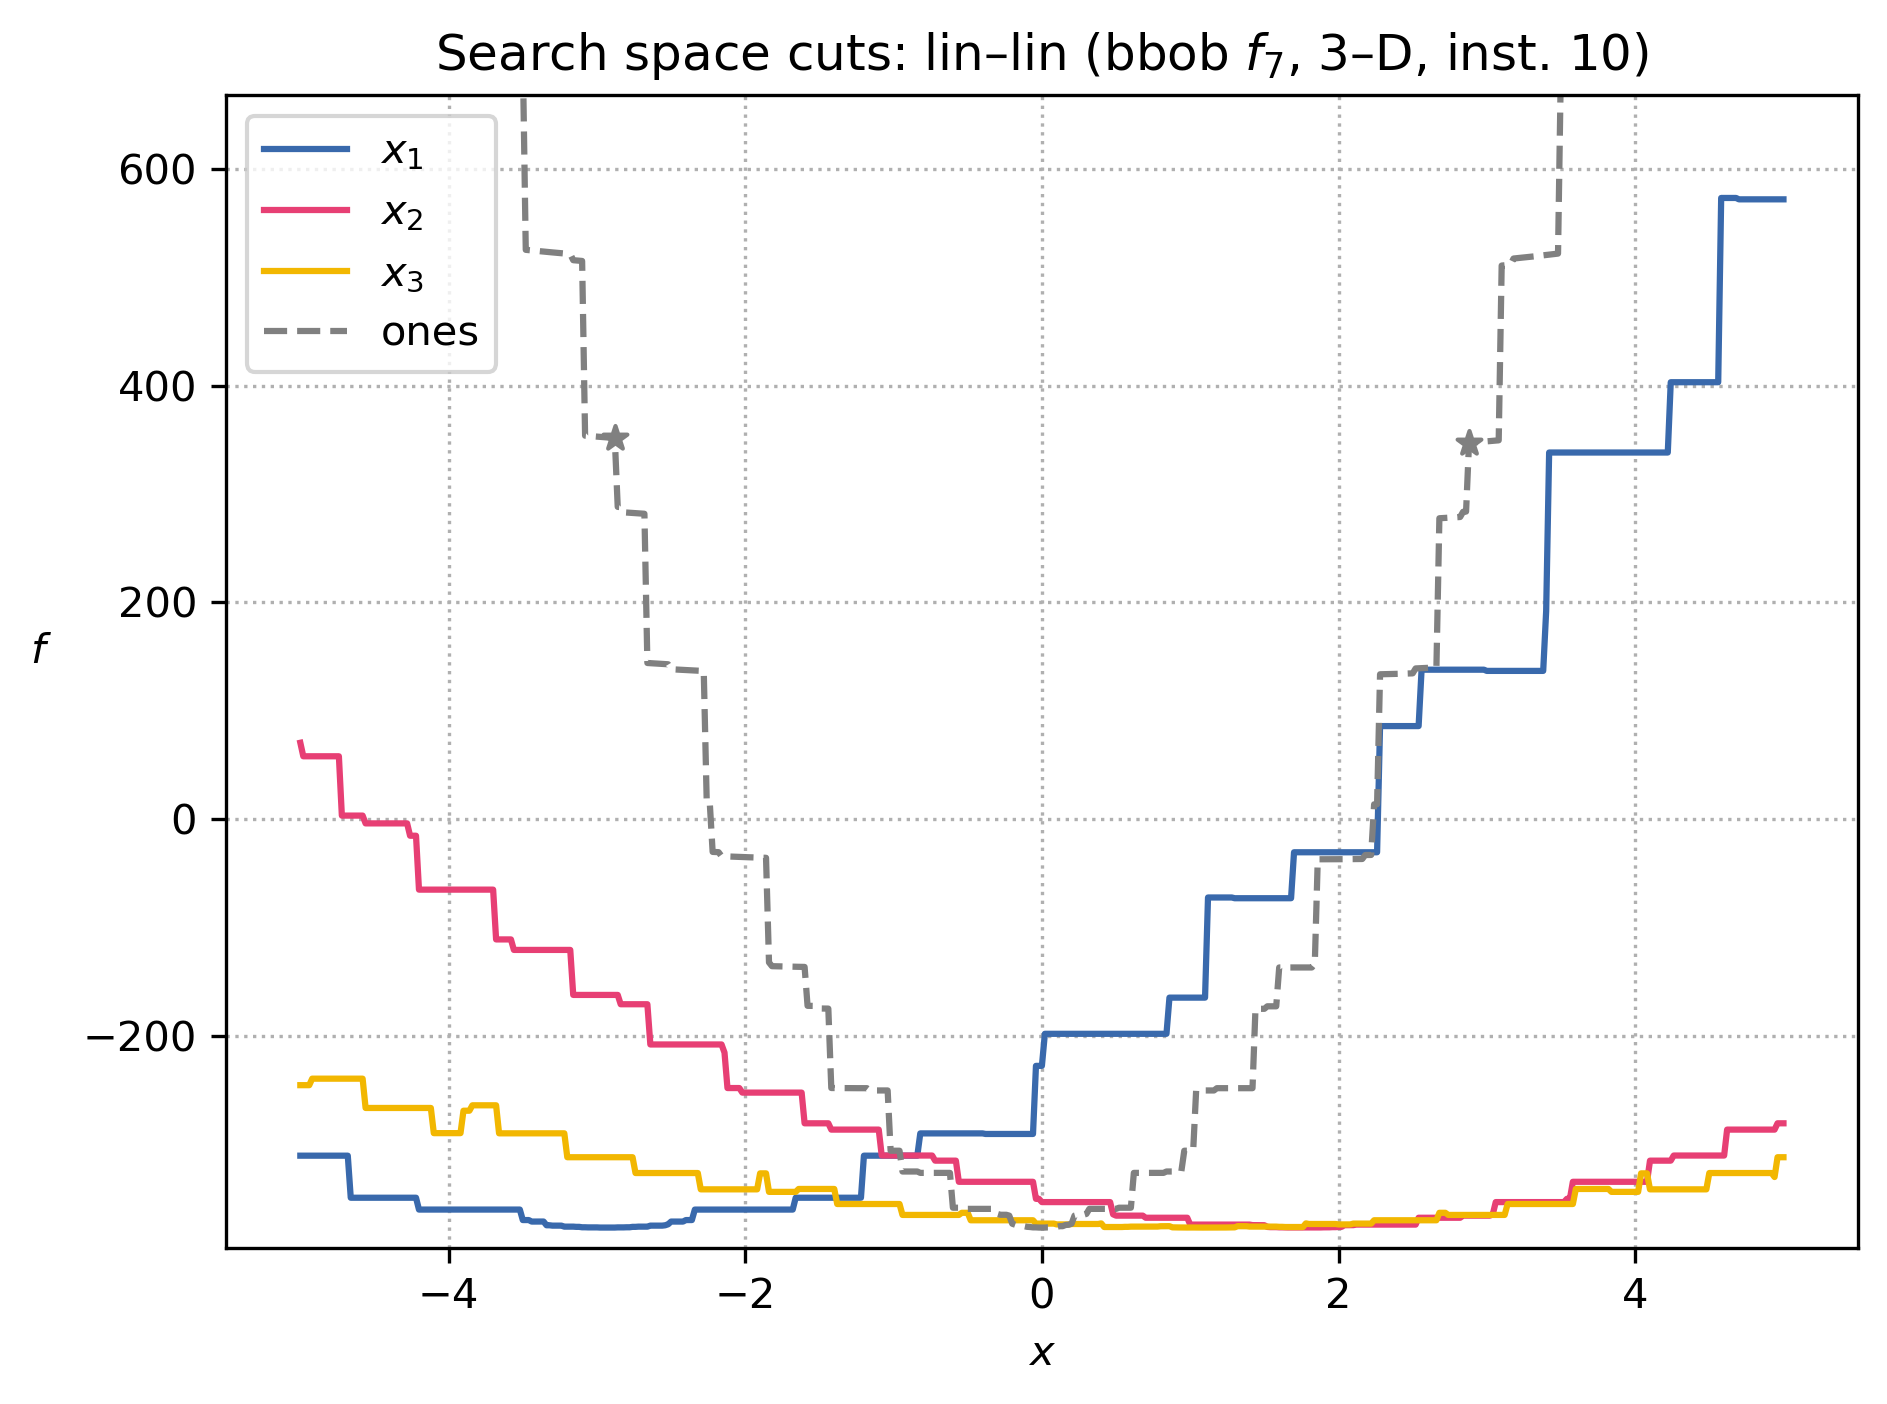 Search space cuts: lin–lin (bbob f₇, 3–D, inst. 10)
x₁
x₂
x₃
ones
600
400
200
0
−200
f
−4 −2 0 2 4
x